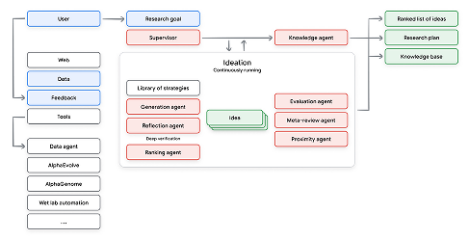 User
Research goal
Ranked list of ideas
Supervisor
Knowledge agent
Research plan
Knowledge base
Web
Data
Feedback
Tools
Data agent
AlphaEvolve
AlphaGenome
Wet lab automation
....
Ideation
Continuously running
Library of strategies
Generation agent
Reflection agent
Deep verification
Ranking agent
Idea
Evaluation agent
Meta-review agent
Proximity agent